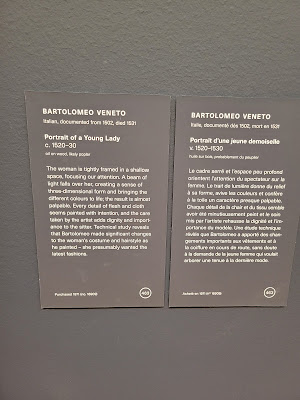 BARTOLOMEO VENETO
Italian, documented from 1502, died 1531
Portrait of a Young Lady
c. 1520–30
oil on wood, likely poplar
The woman is tightly framed in a shallow
space, focusing our attention. A beam of
light falls over her, creating a sense of
three-dimensional form and bringing the
different colours to life; the result is almost
palpable. Every detail of flesh and cloth
seems painted with intention, and the care
taken by the artist adds dignity and import-
ance to the sitter. Technical study reveals
that Bartolomeo made significant changes
to the woman's costume and hairstyle as
he painted – she presumably wanted the
latest fashions.
Purchased 1911
463
BARTOLOMEO VENETO
Italie, documenté dès 1502, mort en 1531
Portrait d'une jeune demoiselle
v. 1520–1530
huile sur bois, probablement du peuplier
Le cadre serré et l'espace peu profond
orientent l'attention du spectateur sur la
femme. Le trait de lumière donne du relief
à sa forme, avive les couleurs et confère
à la toile un caractère presque palpable.
Chaque détail de la chair et du tissu semble
avoir été minutieusement peint et le soin
mis par l'artiste rehausse la dignité et l'im-
portance du modèle. Une étude technique
révèle que Bartolomeo a apporté des chan-
gements importants aux vêtements et à
la coiffure en cours de route, sans doute
à la demande de la jeune femme qui voulait
arborer une tenue à la dernière mode.
Acheté en 1911
463